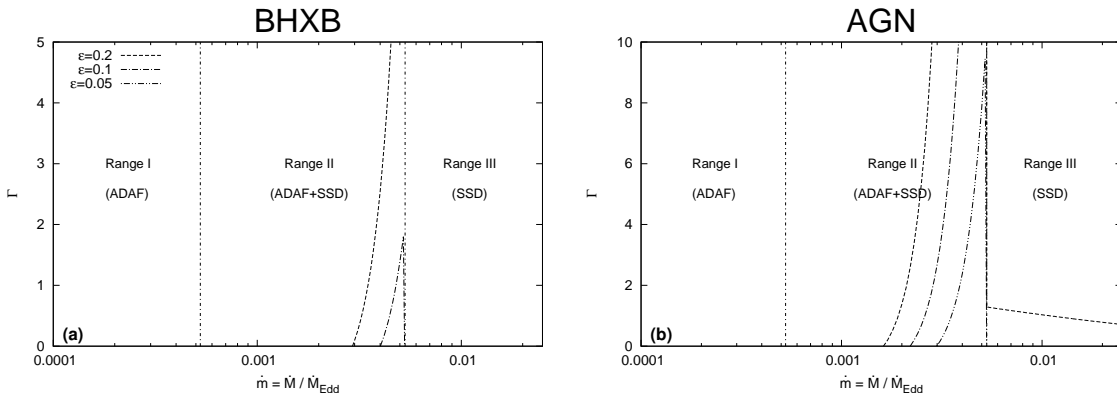 BHXB
5
4
3
2
1
0
Γ
ε=0.2
ε=0.1
ε=0.05
Range I
(ADAF)
Range II
(ADAF+SSD)
Range III
(SSD)
(a)
0.0001
0.001
0.01
ṁ = Ṁ / Ṁ_Edd
AGN
10
8
6
4
2
0
Γ
Range I
(ADAF)
Range II
(ADAF+SSD)
Range III
(SSD)
(b)
0.0001
0.001
0.01
ṁ = Ṁ / Ṁ_Edd